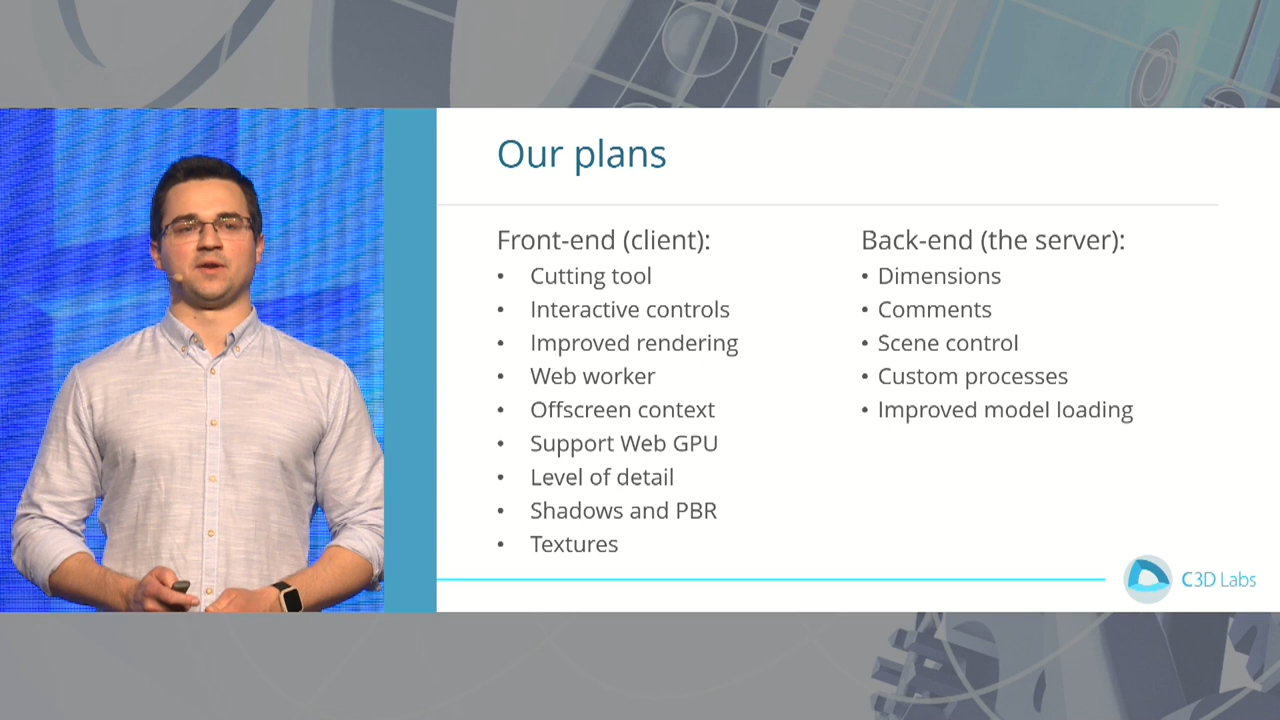 Our plans
Front-end (client):
• Cutting tool
• Interactive controls
• Improved rendering
• Web worker
• Offscreen context
• Support Web GPU
• Level of detail
• Shadows and PBR
• Textures
Back-end (the server):
• Dimensions
• Comments
• Scene control
• Custom processes
• Improved model loading
C3D Labs